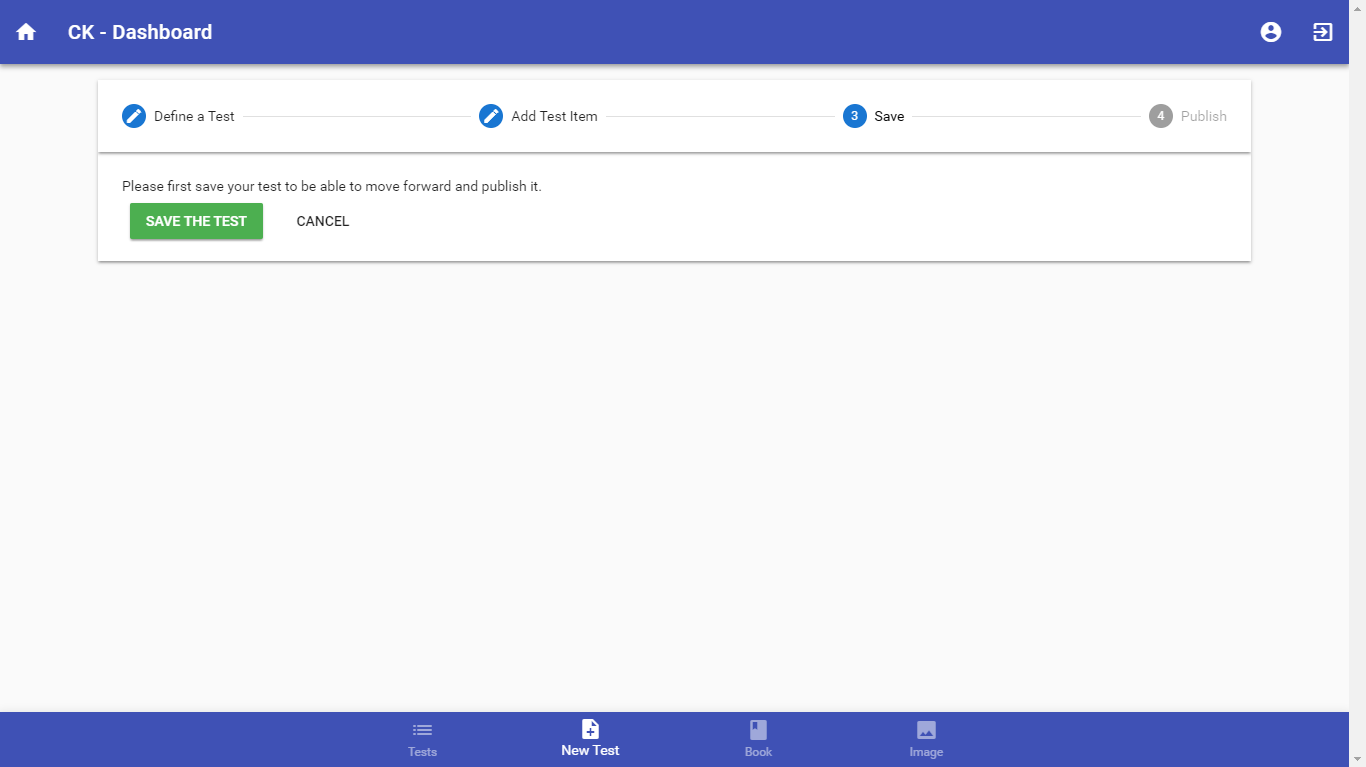 CK - Dashboard
Define a Test
Add Test Item
3 Save
4 Publish
Please first save your test to be able to move forward and publish it.
SAVE THE TEST
CANCEL
Tests
New Test
Book
Image